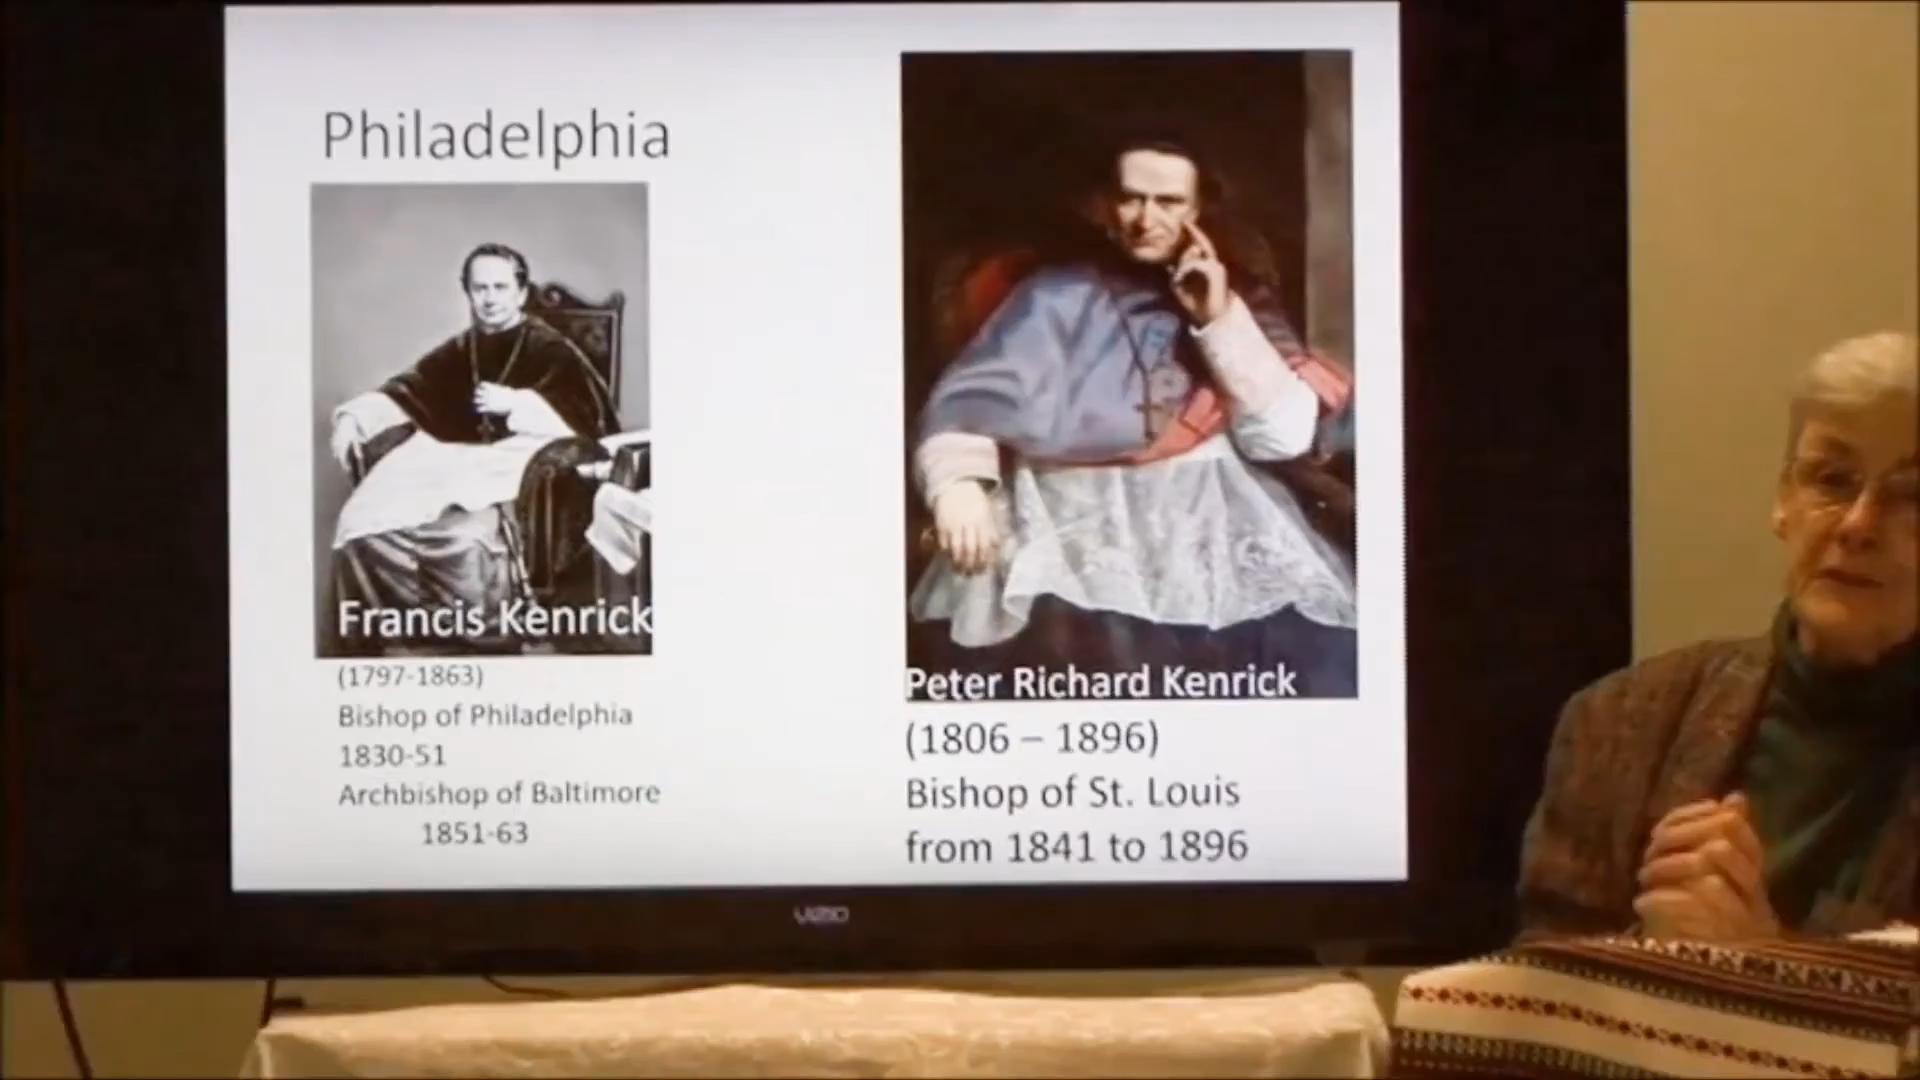 Philadelphia
Francis Kenrick
(1797-1863)
Bishop of Philadelphia
1830-51
Archbishop of Baltimore
1851-63
Peter Richard Kenrick
(1806 – 1896)
Bishop of St. Louis
from 1841 to 1896
VIZIO